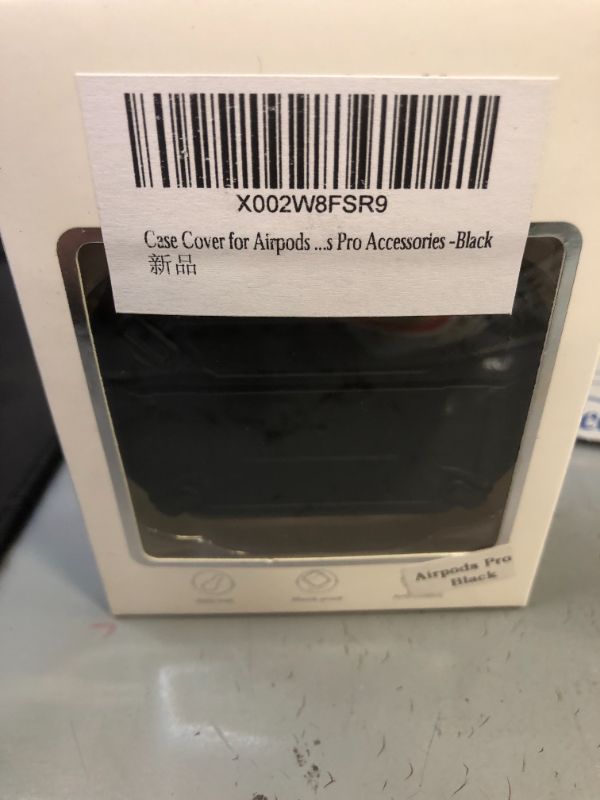 X002W8FSR9
Case Cover for Airpods ...s Pro Accessories -Black
新品
Airpods Pro
Black